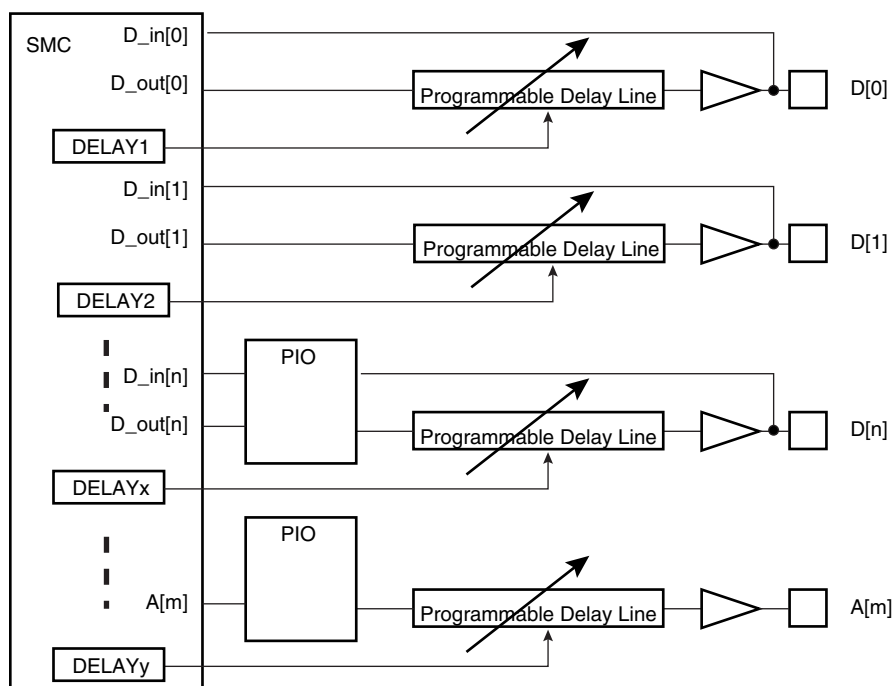 SMC
D_in[0]
D_out[0]
Programmable Delay Line
D[0]
DELAY1
D_in[1]
D_out[1]
Programmable Delay Line
D[1]
DELAY2
PIO
D_in[n]
D_out[n]
Programmable Delay Line
D[n]
DELAYx
PIO
A[m]
Programmable Delay Line
A[m]
DELAYy